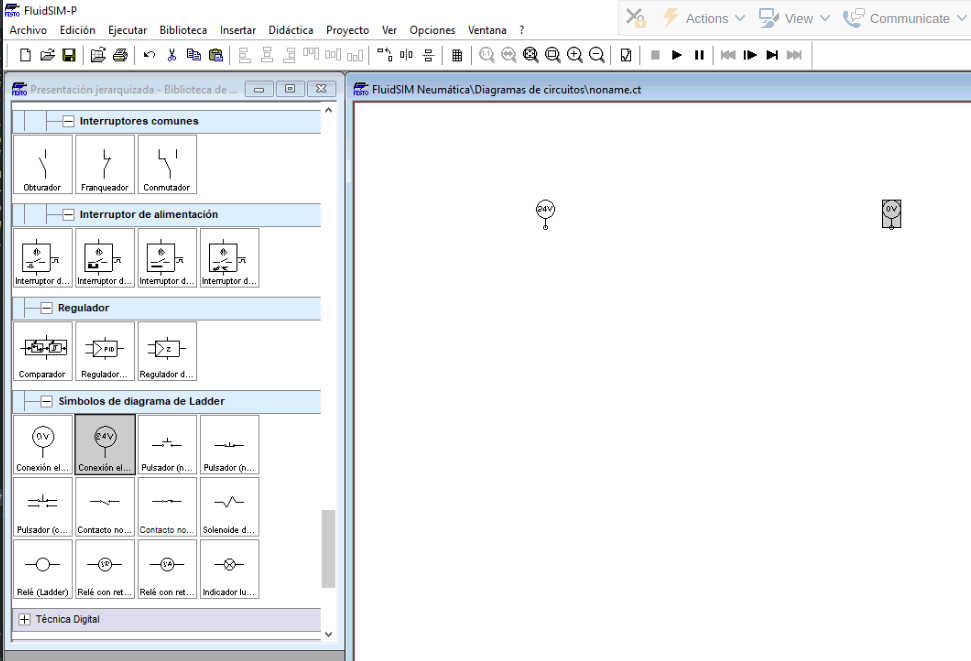 FluidSIM-P
Actions View Communicate
Archivo Edición Ejecutar Biblioteca Insertar Didáctica Proyecto Ver Opciones Ventana ?
Presentación jerarquizada - Biblioteca de ...
FluidSIM Neumática\Diagramas de circuitos\noname.ct
Interruptores comunes
Obturador Franqueador Conmutador
Interruptor de alimentación
Interruptor d... Interruptor d... Interruptor d... Interruptor d...
Regulador
PID Z
Comparador Regulador... Regulador d...
Símbolos de diagrama de Ladder
0V 24V
Conexión el... Conexión el... Pulsador (n... Pulsador (n...
Pulsador (c... Contacto no... Contacto no... Solenoide d...
Relé (Ladder) Relé con ret... Relé con ret... Indicador lu...
Técnica Digital
24V 0V